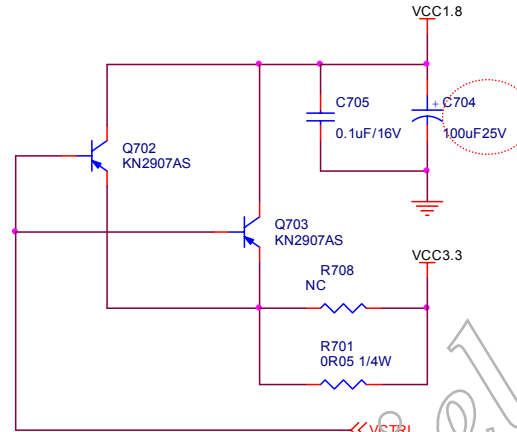 VCC1.8
C705
+ C704
0.1uF/16V
100uF25V
Q702
KN2907AS
Q703
KN2907AS
VCC3.3
R708
NC
R701
0R05 1/4W
VCTRL